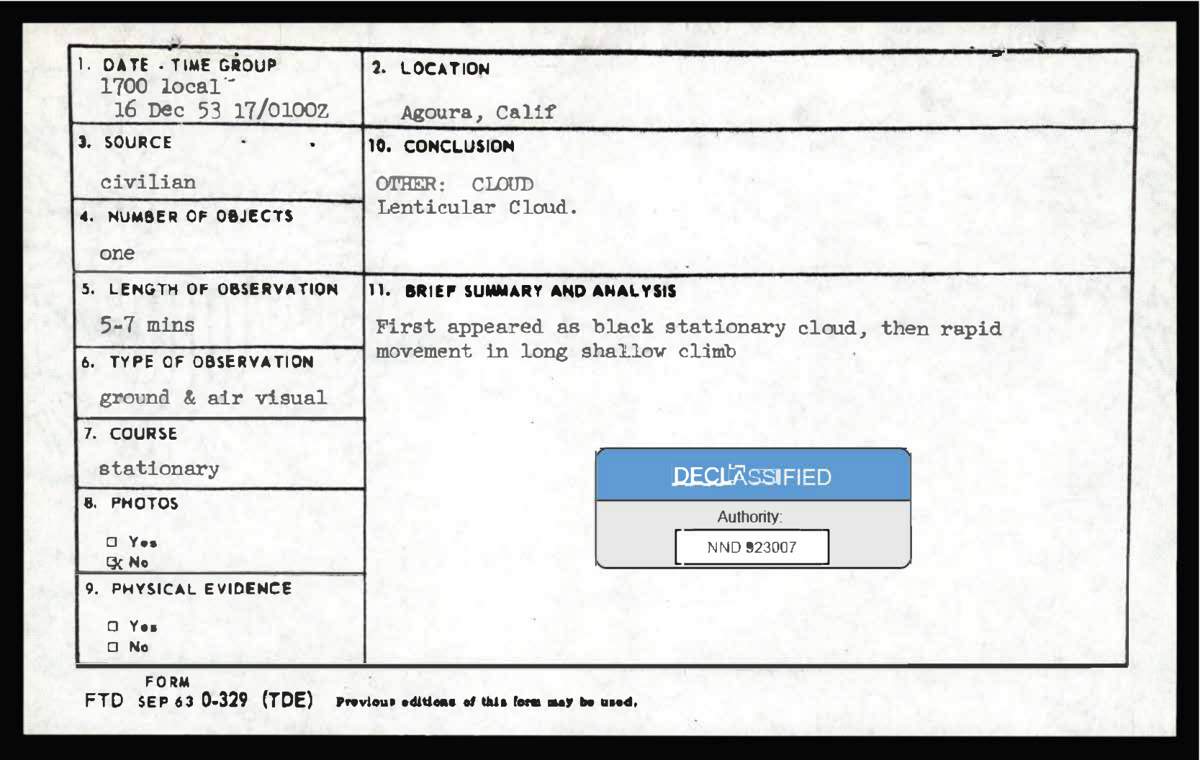 1. DATE - TIME GROUP
1700 local
16 Dec 53 17/0100Z
2. LOCATION
Agoura, Calif
3. SOURCE
civilian
10. CONCLUSION
OTHER: CLOUD
Lenticular Cloud.
4. NUMBER OF OBJECTS
one
5. LENGTH OF OBSERVATION
5-7 mins
11. BRIEF SUMMARY AND ANALYSIS
First appeared as black stationary cloud, then rapid
movement in long shallow climb
6. TYPE OF OBSERVATION
ground & air visual
7. COURSE
stationary
8. PHOTOS
☐ Yes
☒ No
9. PHYSICAL EVIDENCE
☐ Yes
☐ No
DECLASSIFIED
Authority:
NND 923007
FORM
FTD SEP 63 0-329 (TDE) Previous editions of this form may be used.